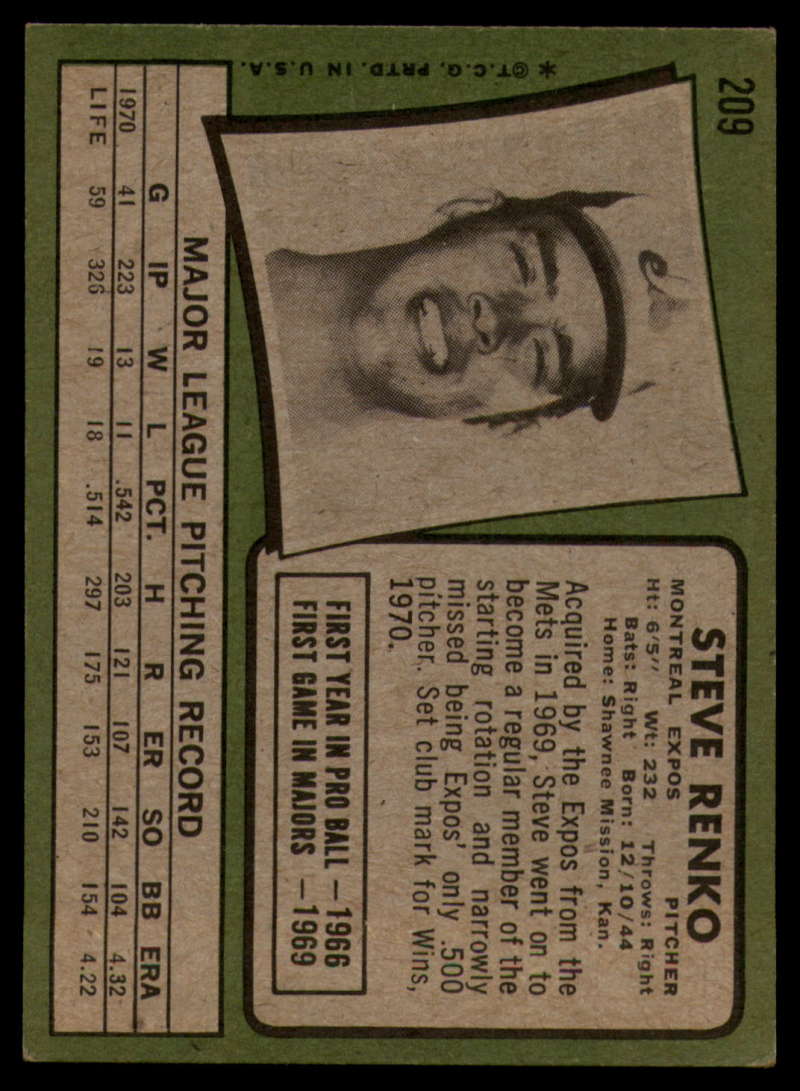 209
STEVE RENKO
MONTREAL EXPOS PITCHER
Ht: 6'5" Wt: 232 Throws: Right
Bats: Right Born: 12/10/44
Home: Shawnee Mission, Kan.
Acquired by the Expos from the
Mets in 1969, Steve went on to
become a regular member of the
starting rotation and narrowly
missed being Expos' only .500
pitcher. Set club mark for Wins,
1970.
FIRST YEAR IN PRO BALL —1966
FIRST GAME IN MAJORS —1969
MAJOR LEAGUE PITCHING RECORD
G IP W L PCT. H R ER SO BB ERA
1970 41 223 13 11 .542 203 121 107 142 104 4.32
LIFE 59 326 19 18 .514 297 175 153 210 154 4.22
*©T.C.G. PRTD. IN U.S.A.